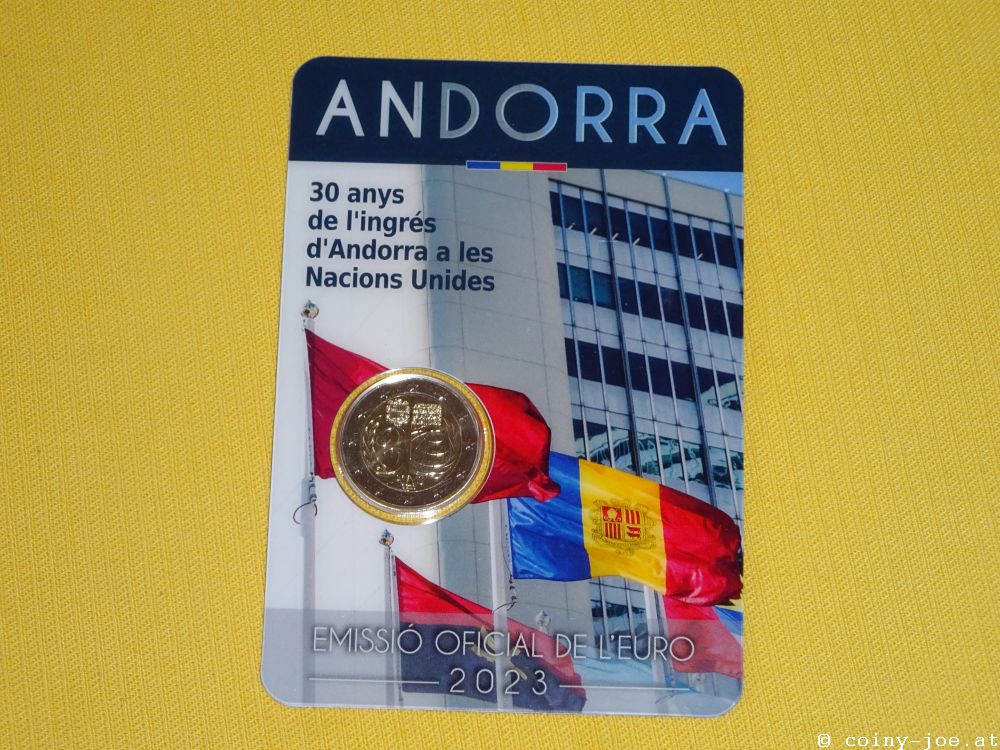 ANDORRA
30 anys
de l'ingrés
d'Andorra a les
Nacions Unides
EMISSIÓ OFICIAL DE L'EURO
2023
© coiny-joe.at